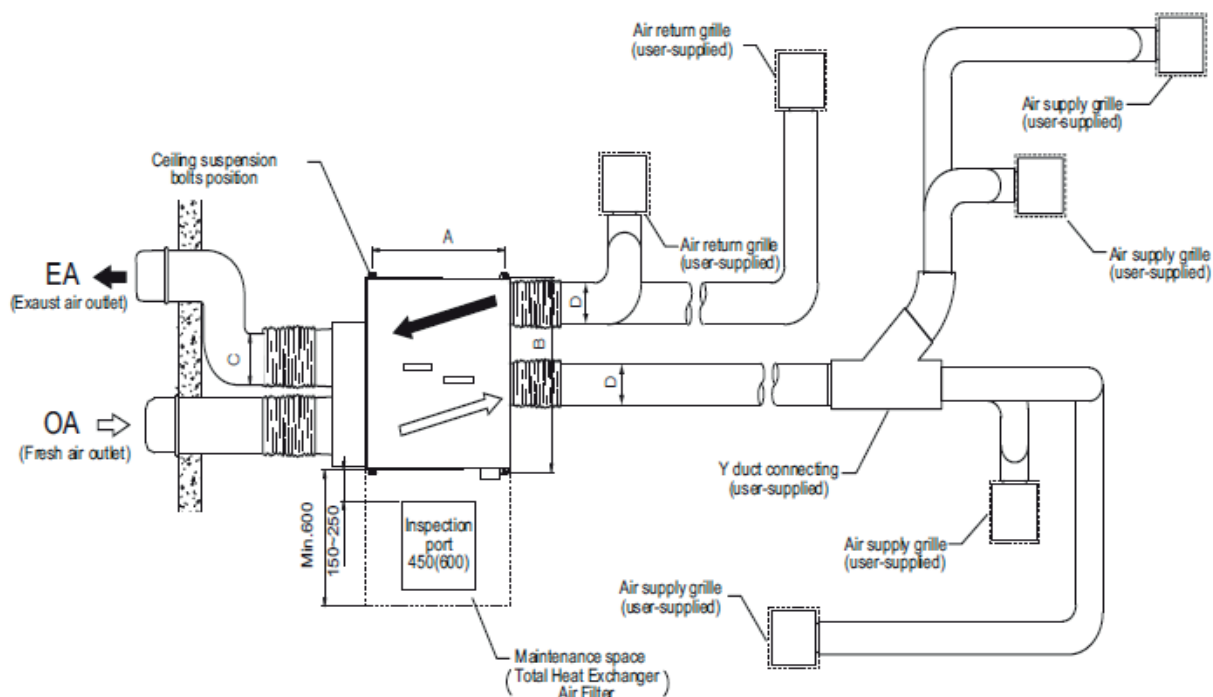 Air return grille
(user-supplied)
Air supply grille
(user-supplied)
Ceiling suspension
bolts position
A
Air return grille
(user-supplied)
Air supply grille
(user-supplied)
EA
(Exaust air outlet)
D
B
C
D
OA
(Fresh air outlet)
Y duct connecting
(user-supplied)
Min.600
150~250
Inspection
port
450(600)
Air supply grille
(user-supplied)
Air supply grille
(user-supplied)
Maintenance space
(Total Heat Exchanger
Air Filter)